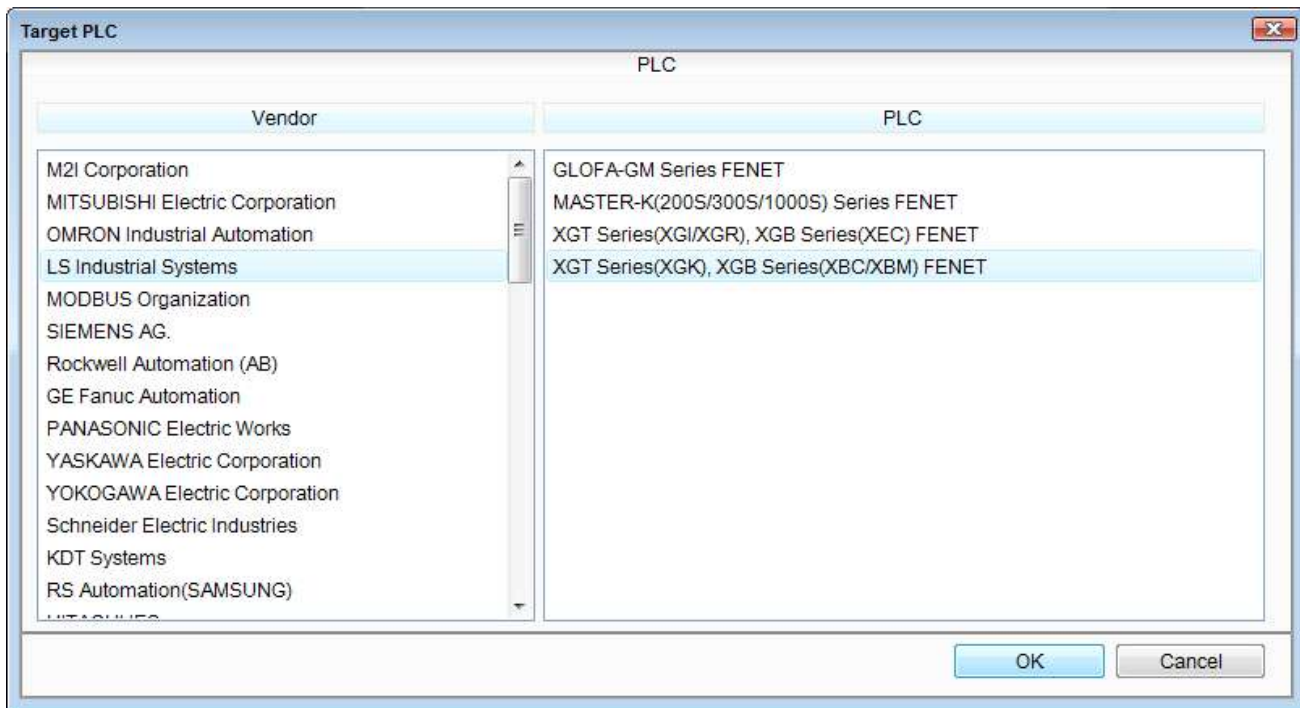 Target PLC
PLC
Vendor
PLC
M2I Corporation
MITSUBISHI Electric Corporation
OMRON Industrial Automation
LS Industrial Systems
MODBUS Organization
SIEMENS AG.
Rockwell Automation (AB)
GE Fanuc Automation
PANASONIC Electric Works
YASKAWA Electric Corporation
YOKOGAWA Electric Corporation
Schneider Electric Industries
KDT Systems
RS Automation(SAMSUNG)
GLOFA-GM Series FENET
MASTER-K(200S/300S/1000S) Series FENET
XGT Series(XGI/XGR), XGB Series(XEC) FENET
XGT Series(XGK), XGB Series(XBC/XBM) FENET
OK
Cancel